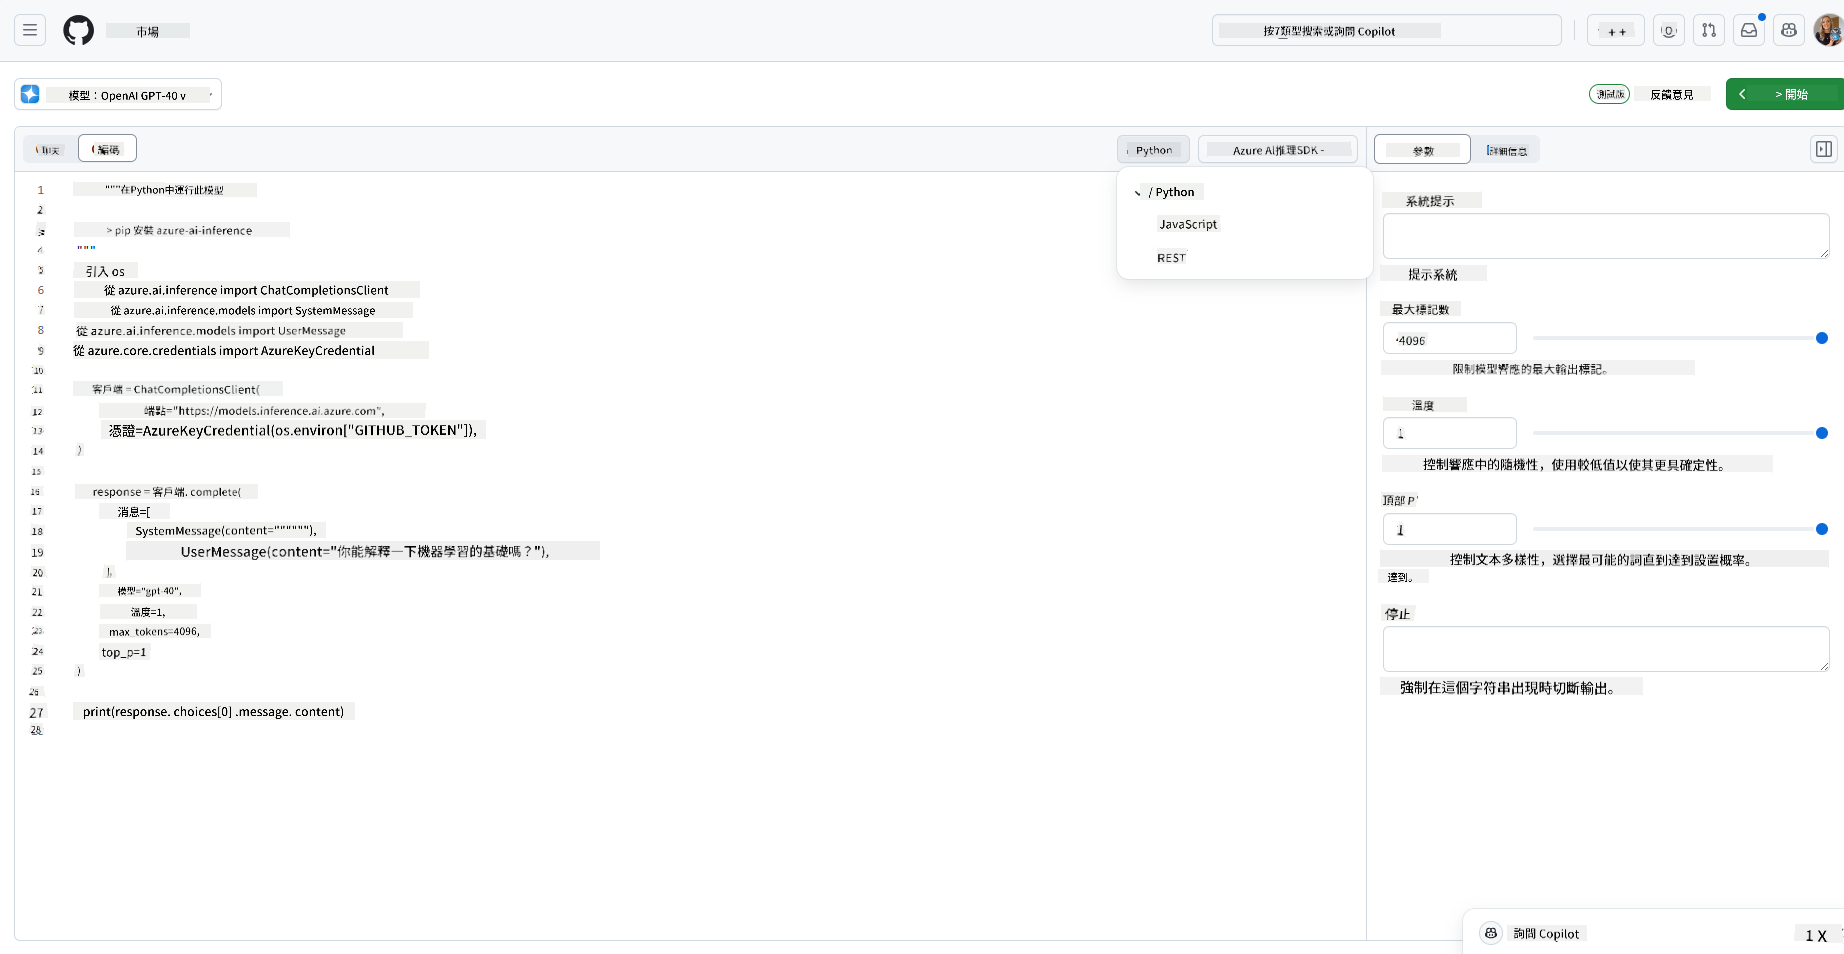 市場
按7類型搜索或詢問 Copilot
模型：OpenAI GPT-40 v
測試版
反饋意見
> 開始
聊天
編碼
Python
Azure AI推理SDK -
參數
詳細信息
/ Python
JavaScript
REST
1 """在Python中運行此模型
2
> pip 安裝 azure-ai-inference
4 """
5 引入 os
6 從 azure.ai.inference import ChatCompletionsClient
7 從 azure.ai.inference.models import SystemMessage
8 從 azure.ai.inference.models import UserMessage
9 從 azure.core.credentials import AzureKeyCredential
10
11 客戶端 = ChatCompletionsClient(
12 端點="https://models.inference.ai.azure.com",
13 憑證=AzureKeyCredential(os.environ["GITHUB_TOKEN"]),
14 )
15
16 response = 客戶端. complete(
17 消息=[
18 SystemMessage(content=""""""),
19 UserMessage(content="你能解釋一下機器學習的基礎嗎？"),
20 ],
21 模型="gpt-40",
22 溫度=1,
23 max_tokens=4096,
24 top_p=1
25 )
26
27 print(response. choices[0] .message. content)
28
系統提示
提示系統
最大標記數
4096
限制模型響應的最大輸出標記。
溫度
1
控制響應中的隨機性，使用較低值以使其更具確定性。
頂部 P
1
控制文本多樣性，選擇最可能的詞直到達到設置概率。
達到。
停止
強制在這個字符串出現時切斷輸出。
詢問 Copilot
1 X